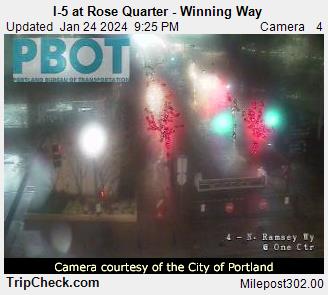 I-5 at Rose Quarter - Winning Way
Updated Jan 24 2024 9:25 PM Camera 4
PBOT
PORTLAND BUREAU OF TRANSPORTATION
4 - N. Ramsey Wy
@ One Ctr
Camera courtesy of the City of Portland
TripCheck.com Milepost302.00